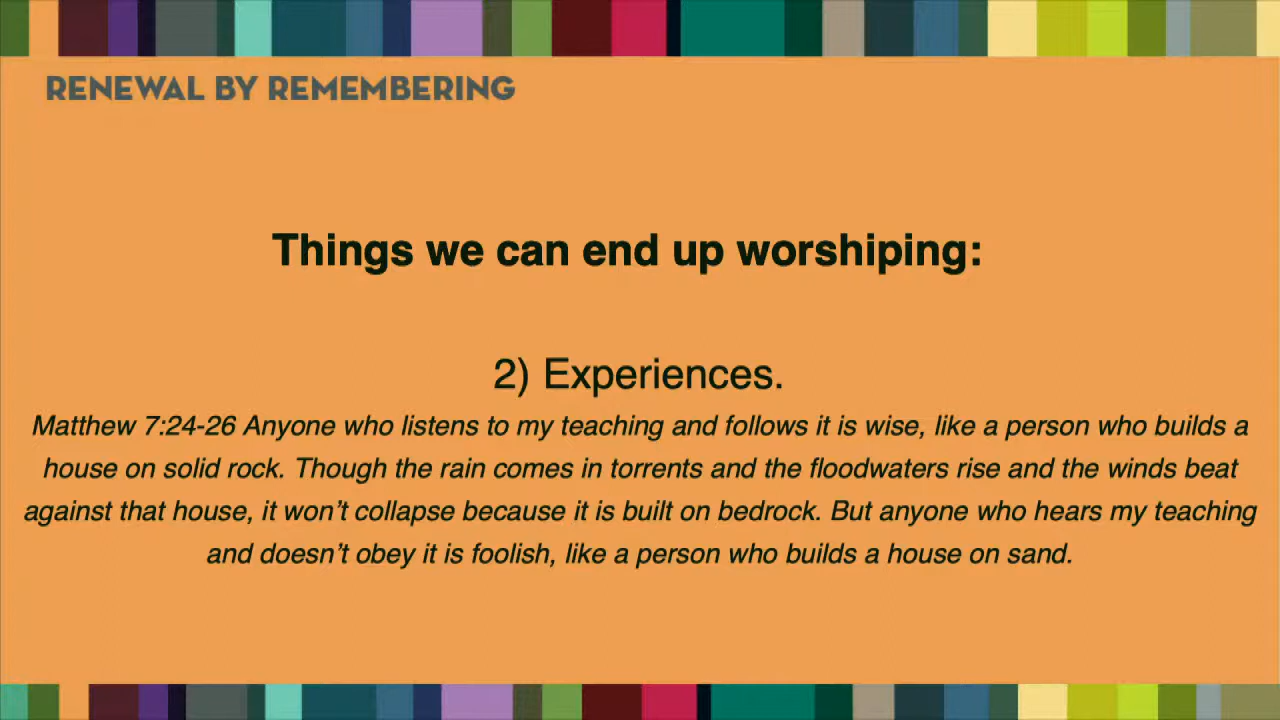 RENEWAL BY REMEMBERING
Things we can end up worshiping:
2) Experiences.
Matthew 7:24-26 Anyone who listens to my teaching and follows it is wise, like a person who builds a
house on solid rock. Though the rain comes in torrents and the floodwaters rise and the winds beat
against that house, it won’t collapse because it is built on bedrock. But anyone who hears my teaching
and doesn’t obey it is foolish, like a person who builds a house on sand.